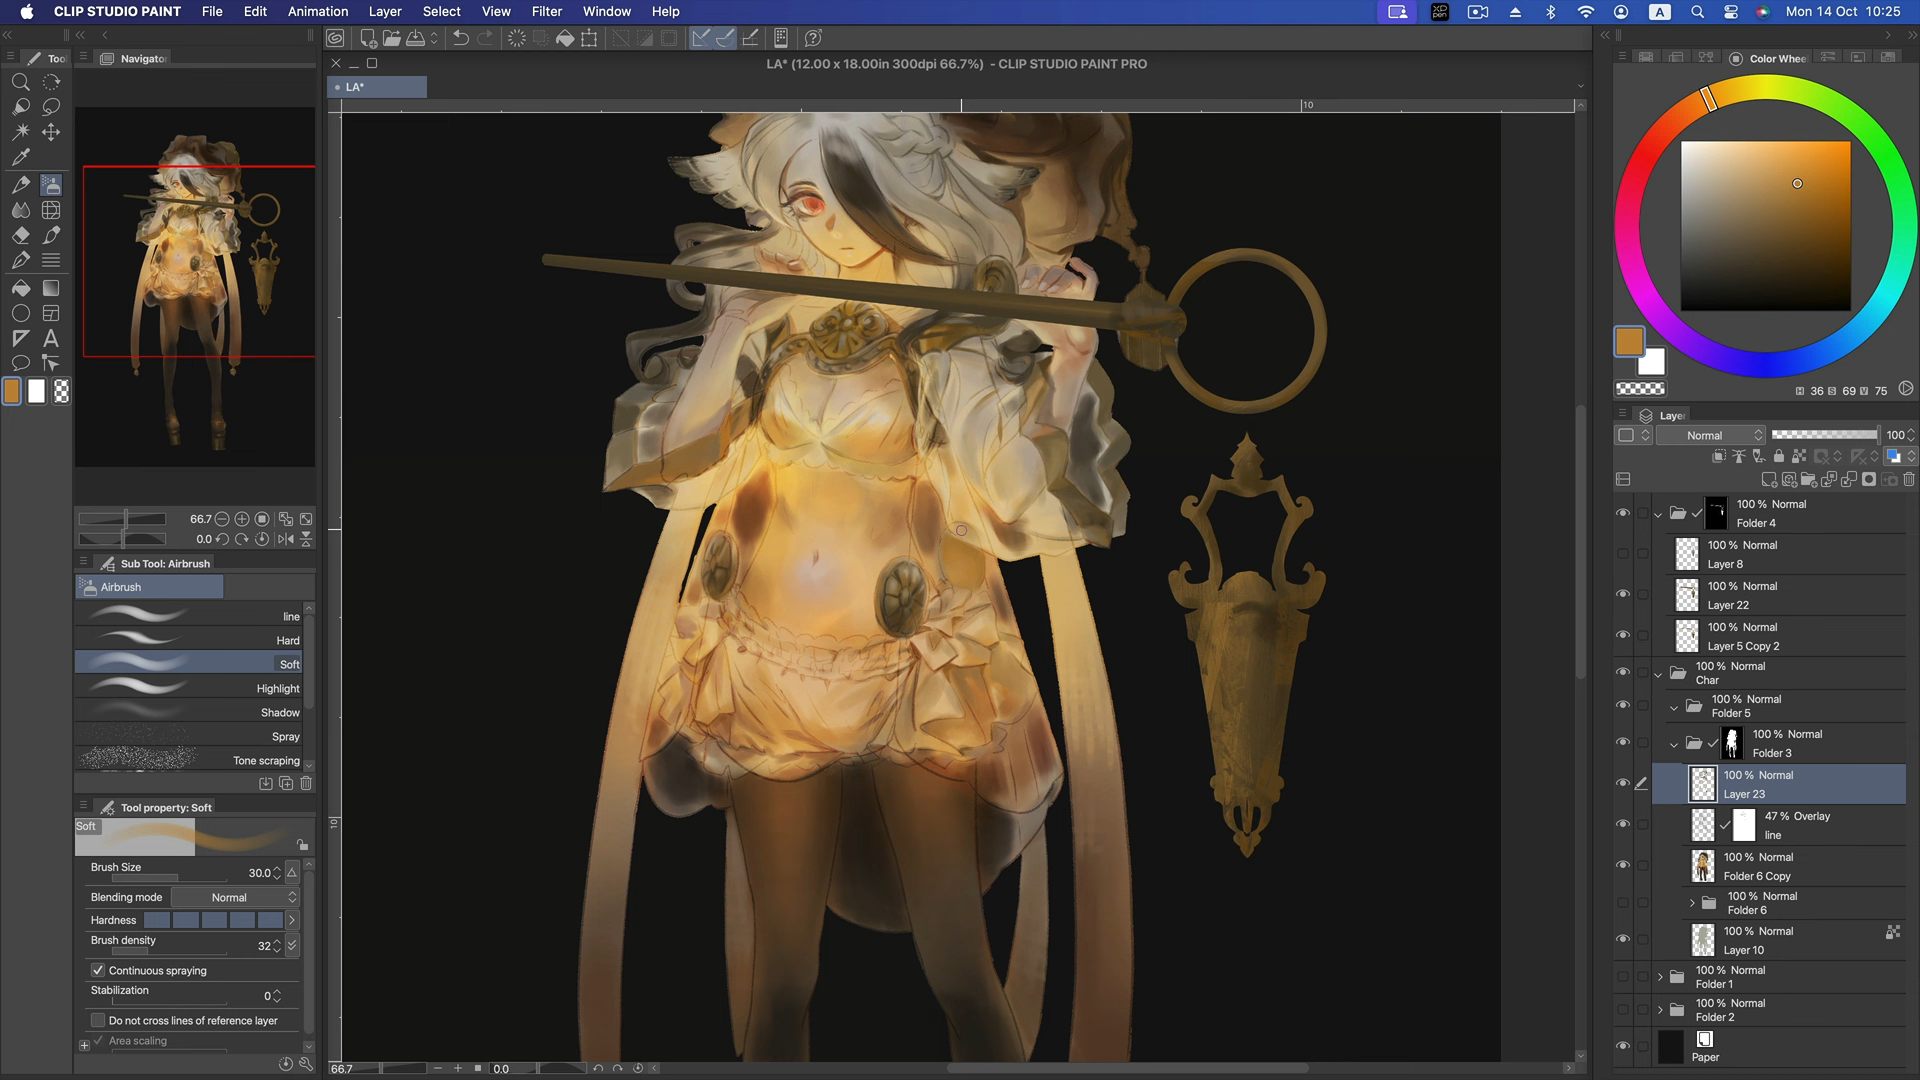 CLIP STUDIO PAINT File Edit Animation Layer Select View Filter Window Help A Mon 14 Oct 10:25
LA* (12.00 x 18.00in 300dpi 66.7%) - CLIP STUDIO PAINT PRO
LA*
Navigator
66.7
0.0
Sub Tool: Airbrush
Airbrush
line
Hard
Soft
Highlight
Shadow
Spray
Tone scraping
Tool property: Soft
Soft
Brush Size 30.0
Blending mode Normal
Hardness
Brush density 32
Continuous spraying
Stabilization 0
Do not cross lines of reference layer
Area scaling
10
10
66.7 0.0
Color Whee
H 36 S 69 V 75
Layer
Normal 100
100 % Normal
Folder 4
100 % Normal
Layer 8
100 % Normal
Layer 22
100 % Normal
Layer 5 Copy 2
100 % Normal
Char
100 % Normal
Folder 5
100 % Normal
Folder 3
100 % Normal
Layer 23
47 % Overlay
line
100 % Normal
Folder 6 Copy
100 % Normal
Folder 6
100 % Normal
Layer 10
100 % Normal
Folder 1
100 % Normal
Folder 2
Paper